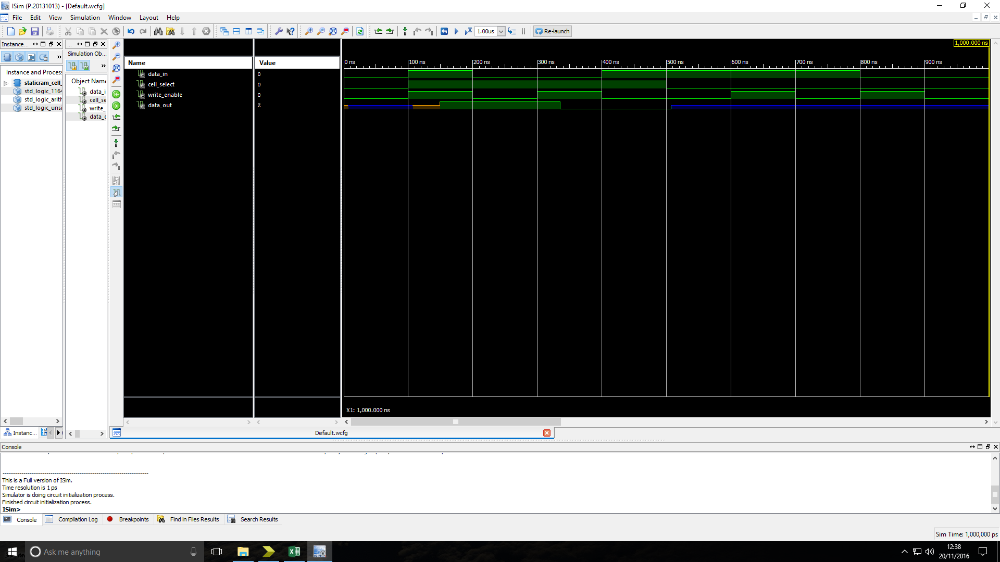 ISim (P.20131013) - [Default.wcfg]
File Edit View Simulation Window Layout Help
1.00us Re-launch
Instance... ... 
Simulation Ob...
Instance and Process
staticram_cell_
std_logic_1164
std_logic_arith
std_logic_unsi
Object Name
data_i
cell_se
write_
data_o
Name Value
data_in 0
cell_select 0
write_enable 0
data_out Z
1,000.000 ns
0 ns 100 ns 200 ns 300 ns 400 ns 500 ns 600 ns 700 ns 800 ns 900 ns
X1: 1,000.000 ns
Instanc...
Default.wcfg
Console
This is a Full version of ISim.
Time resolution is 1 ps
Simulator is doing circuit initialization process.
Finished circuit initialization process.
ISim>
Console Compilation Log Breakpoints Find in Files Results Search Results
Sim Time: 1,000,000 ps
Ask me anything
12:38
20/11/2016